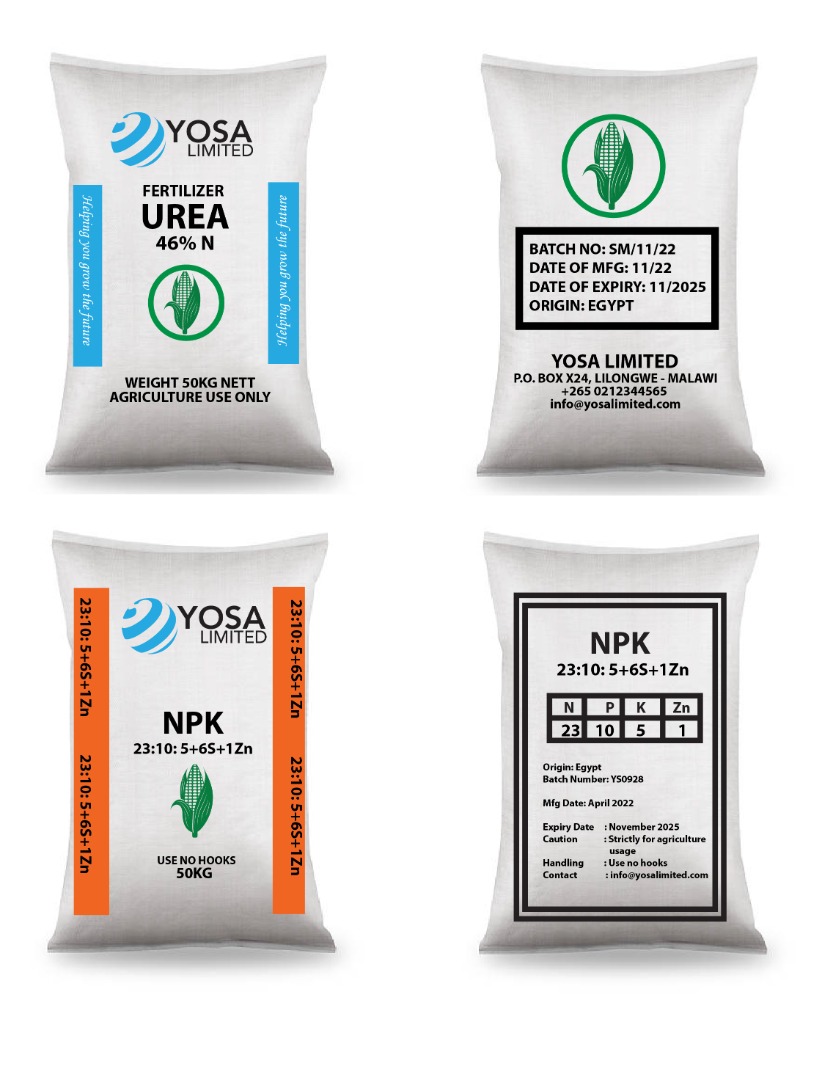 YOSA
LIMITED
FERTILIZER
UREA
46% N
Helping you grow the future
Helping you grow the future
WEIGHT 50KG NETT
AGRICULTURE USE ONLY
BATCH NO: SM/11/22
DATE OF MFG: 11/22
DATE OF EXPIRY: 11/2025
ORIGIN: EGYPT
YOSA LIMITED
P.O. BOX X24, LILONGWE - MALAWI
+265 0212344565
info@yosalimited.com
YOSA
LIMITED
23:10: 5+6S+1Zn
23:10: 5+6S+1Zn
NPK
23:10: 5+6S+1Zn
USE NO HOOKS
50KG
23:10: 5+6S+1Zn
23:10: 5+6S+1Zn
NPK
23:10: 5+6S+1Zn
N P K Zn
23 10 5 1
Origin: Egypt
Batch Number: YS0928
Mfg Date: April 2022
Expiry Date : November 2025
Caution : Strictly for agriculture
usage
Handling : Use no hooks
Contact : info@yosalimited.com